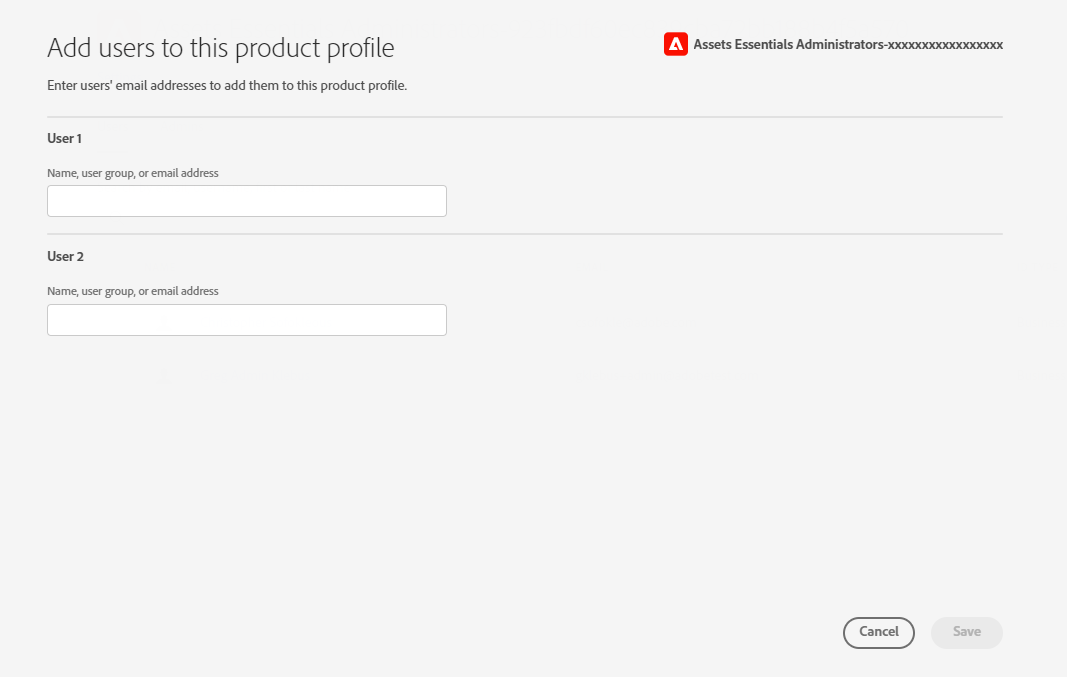 Add users to this product profile
Assets Essentials Administrators-xxxxxxxxxxxxxxxxx
Enter users' email addresses to add them to this product profile.
User 1
Name, user group, or email address
User 2
Name, user group, or email address
Cancel
Save